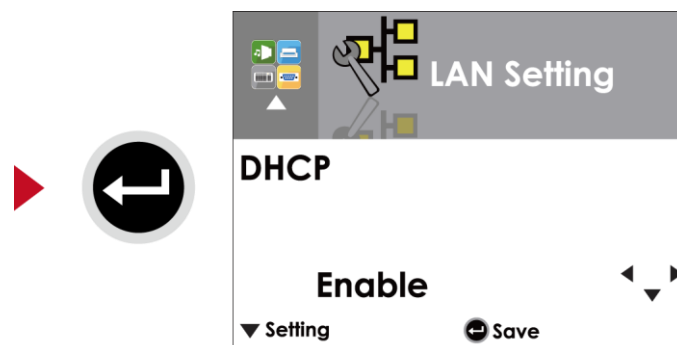 LAN Setting
DHCP
Enable
Setting
Save